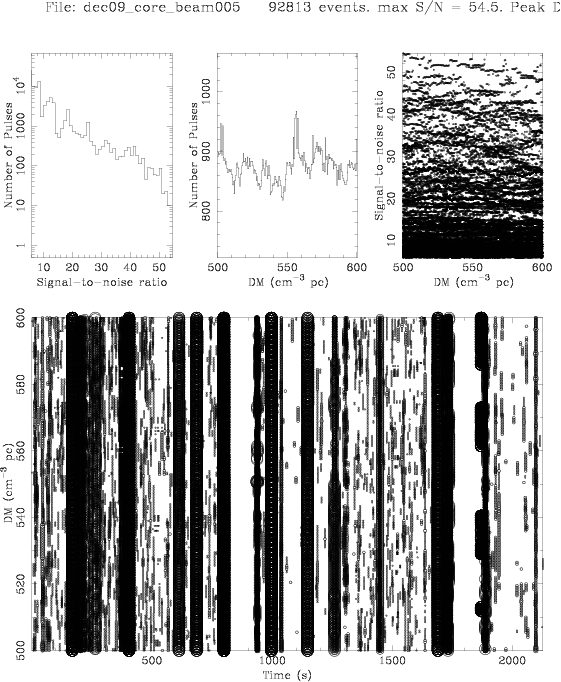 File: dec09_core_beam005 92813 events. max S/N = 54.5. Peak D
Number of Pulses
10⁴
1000
100
10
1
10 20 30 40 50
Signal-to-noise ratio
Number of Pulses
1000
900
800
500 550 600
DM (cm⁻³ pc)
Signal-to-noise ratio
50
40
30
20
10
500 550 600
DM (cm⁻³ pc)
DM (cm⁻³ pc)
600
580
560
540
520
500
500 1000 1500 2000
Time (s)